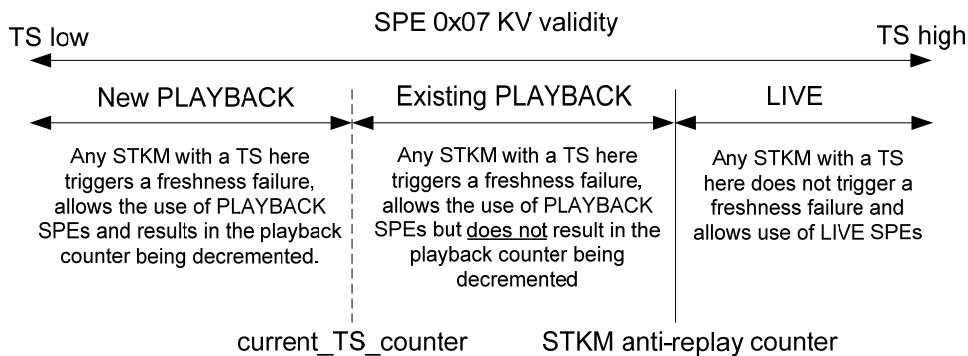 SPE 0x07 KV validity
TS low
TS high
New PLAYBACK
Existing PLAYBACK
LIVE
Any STKM with a TS here
triggers a freshness failure,
allows the use of PLAYBACK
SPEs and results in the playback
counter being decremented.
Any STKM with a TS here
triggers a freshness failure,
allows the use of PLAYBACK
SPEs but does not result in the
playback counter being
decremented
Any STKM with a TS
here does not trigger a
freshness failure and
allows use of LIVE SPEs
current_TS_counter
STKM anti-replay counter